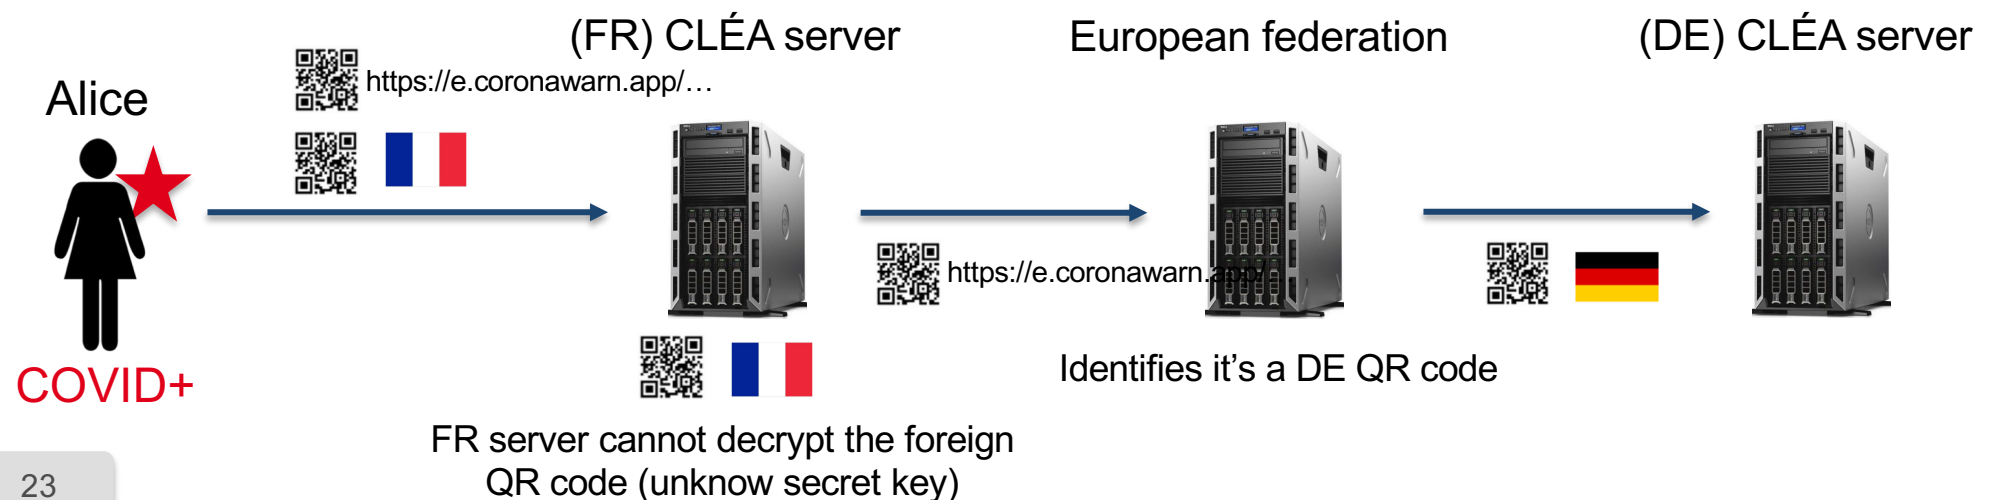 (FR) CLÉA server
European federation
(DE) CLÉA server
https://e.coronawarn.app/…
Alice
https://e.coronawarn.app/
COVID+
Identifies it's a DE QR code
FR server cannot decrypt the foreign
QR code (unknow secret key)
23